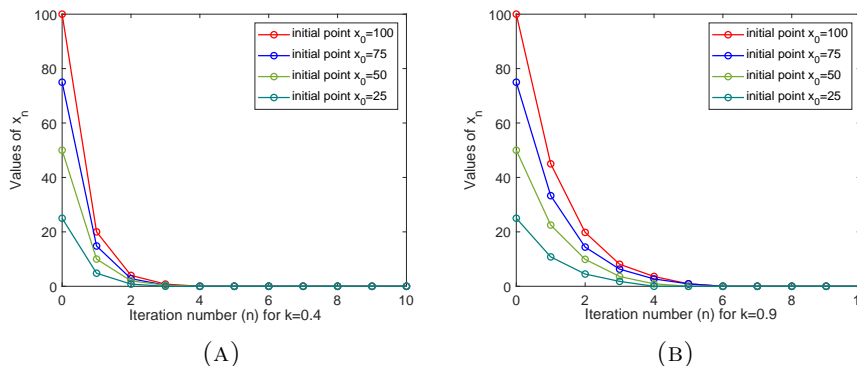 100
80
60
40
20
0
Values of x_n
initial point x_0=100
initial point x_0=75
initial point x_0=50
initial point x_0=25
0 2 4 6 8 10
Iteration number (n) for k=0.4
(A)
100
80
60
40
20
0
Values of x_n
initial point x_0=100
initial point x_0=75
initial point x_0=50
initial point x_0=25
0 2 4 6 8
Iteration number (n) for k=0.9
(B)